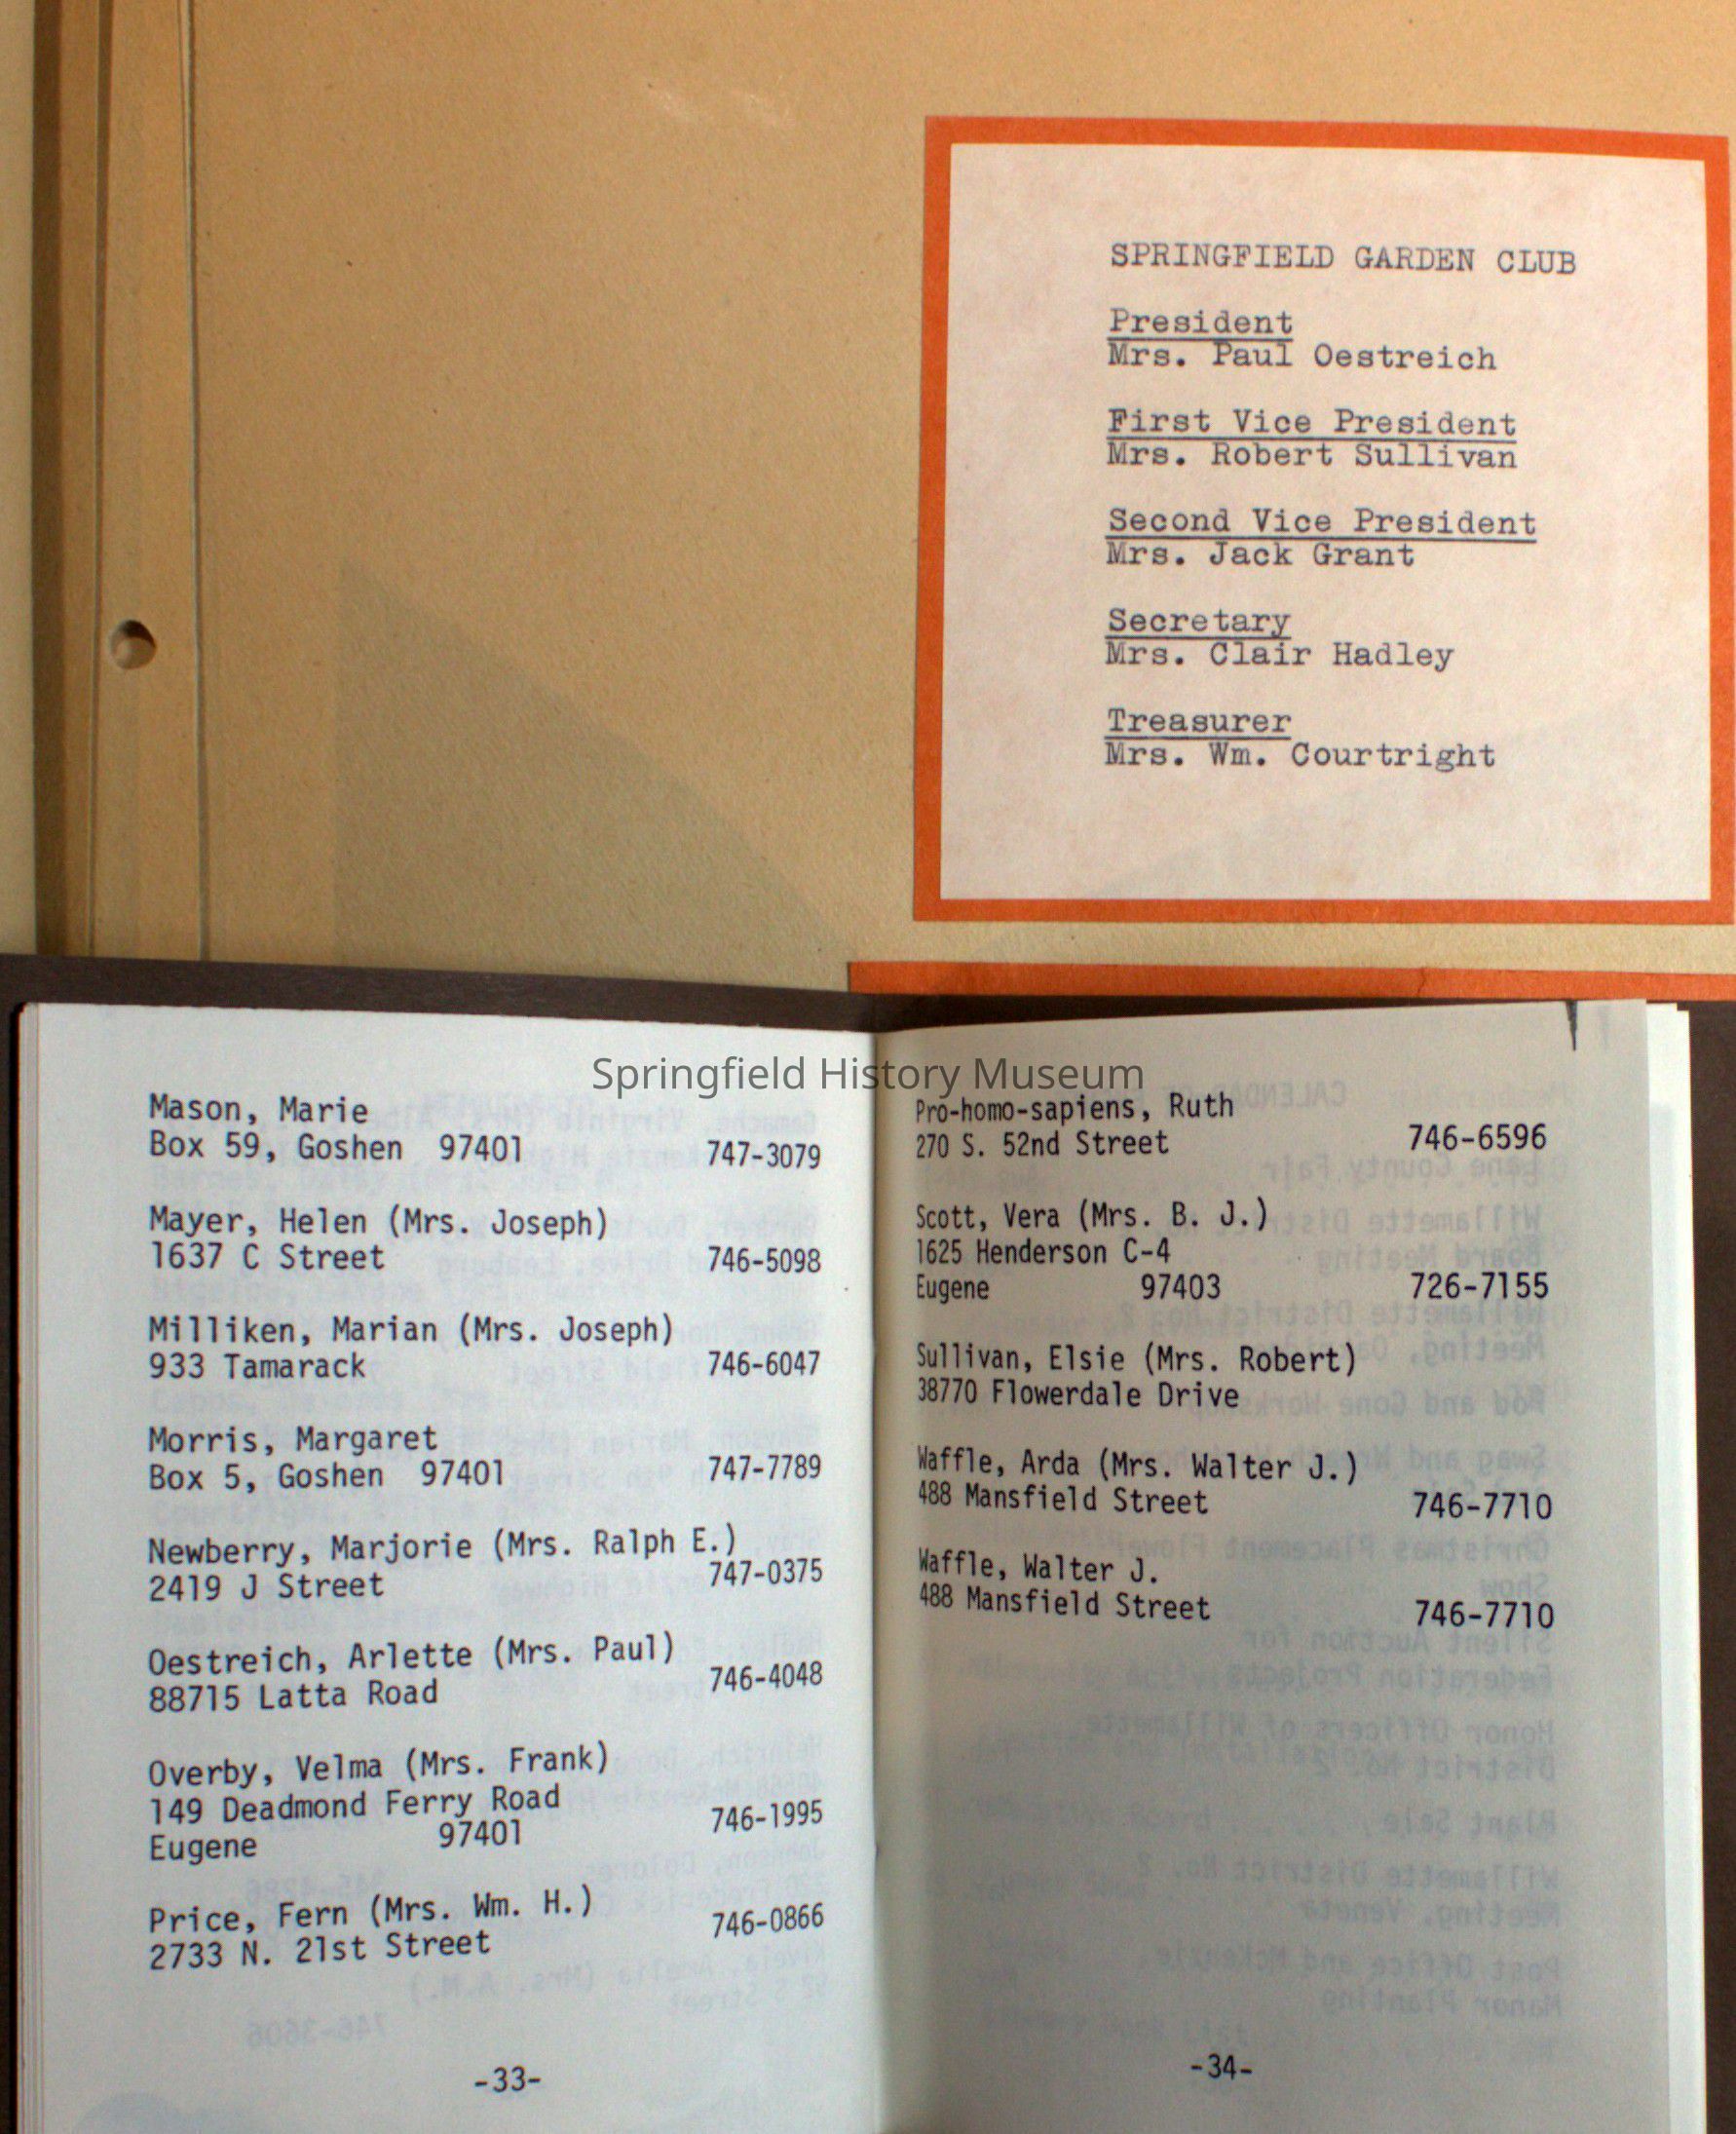 SPRINGFIELD GARDEN CLUB
President
Mrs. Paul Oestreich
First Vice President
Mrs. Robert Sullivan
Second Vice President
Mrs. Jack Grant
Secretary
Mrs. Clair Hadley
Treasurer
Mrs. Wm. Courtright
Springfield History Museum
Mason, Marie
Box 59, Goshen 97401 747-3079
Mayer, Helen (Mrs. Joseph)
1637 C Street 746-5098
Milliken, Marian (Mrs. Joseph)
933 Tamarack 746-6047
Morris, Margaret
Box 5, Goshen 97401 747-7789
Newberry, Marjorie (Mrs. Ralph E.)
2419 J Street 747-0375
Oestreich, Arlette (Mrs. Paul)
88715 Latta Road 746-4048
Overby, Velma (Mrs. Frank)
149 Deadmond Ferry Road
Eugene 97401 746-1995
Price, Fern (Mrs. Wm. H.)
2733 N. 21st Street 746-0866
-33-
Pro-homo-sapiens, Ruth
270 S. 52nd Street 746-6596
Scott, Vera (Mrs. B. J.)
1625 Henderson C-4
Eugene 97403 726-7155
Sullivan, Elsie (Mrs. Robert)
38770 Flowerdale Drive
Waffle, Arda (Mrs. Walter J.)
488 Mansfield Street 746-7710
Waffle, Walter J.
488 Mansfield Street 746-7710
-34-